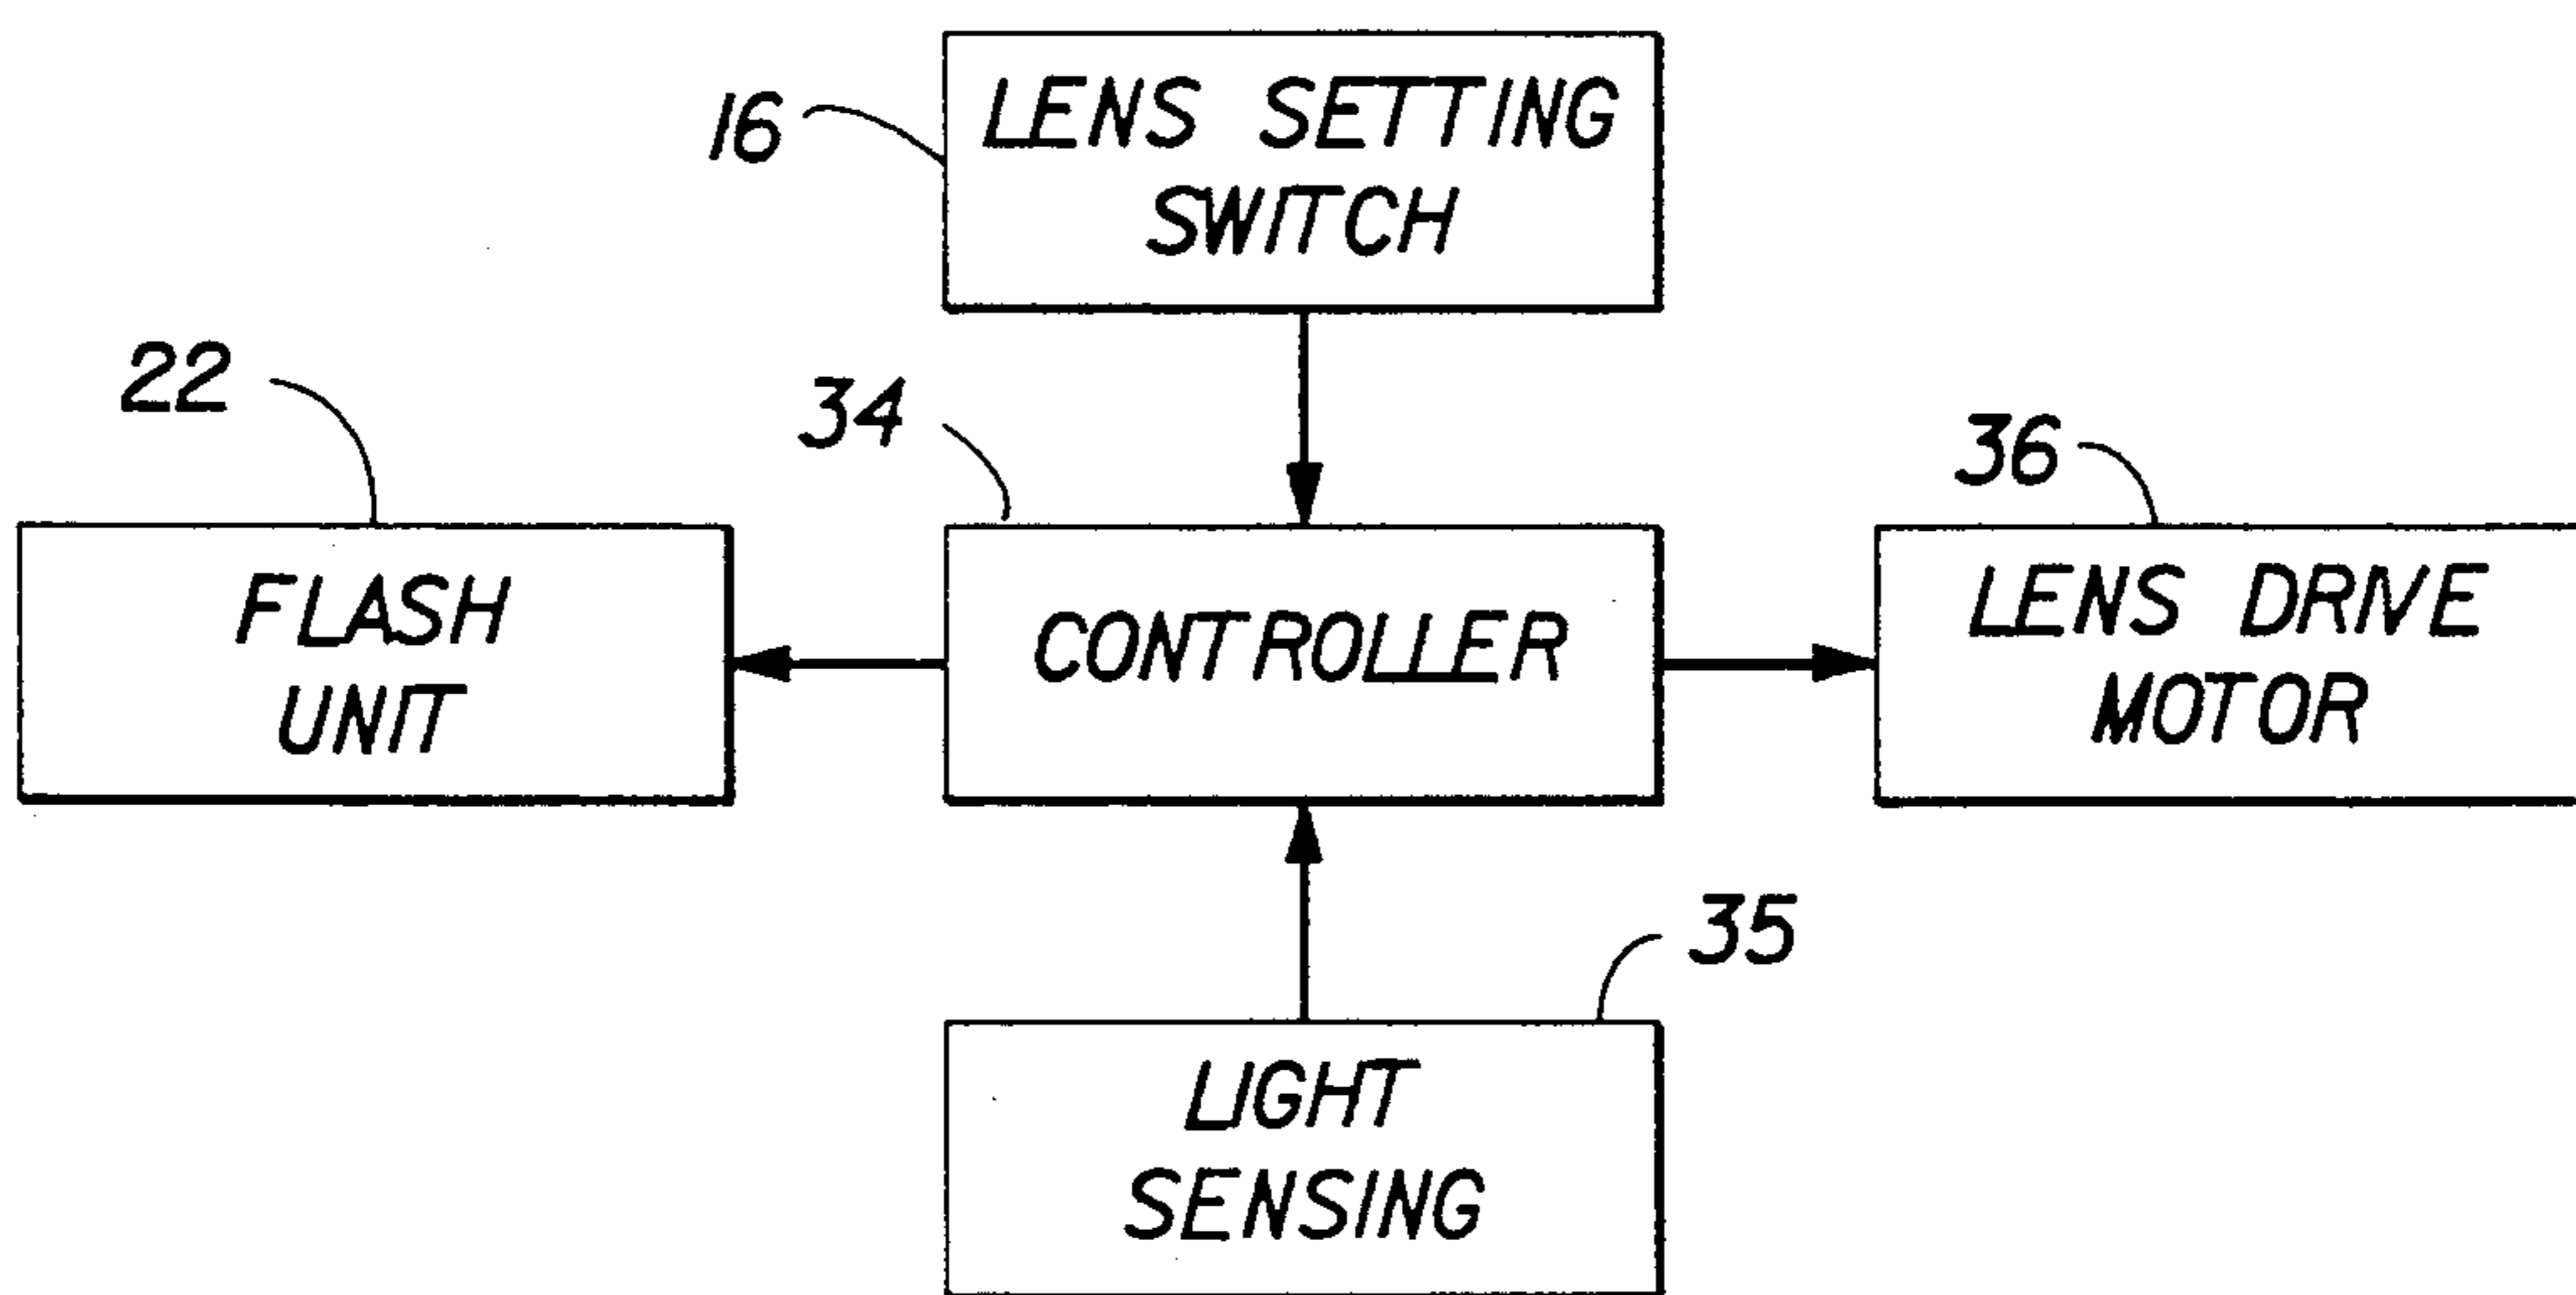 16
LENS SETTING
SWITCH
22
34
36
FLASH
UNIT
CONTROLLER
LENS DRIVE
MOTOR
35
LIGHT
SENSING